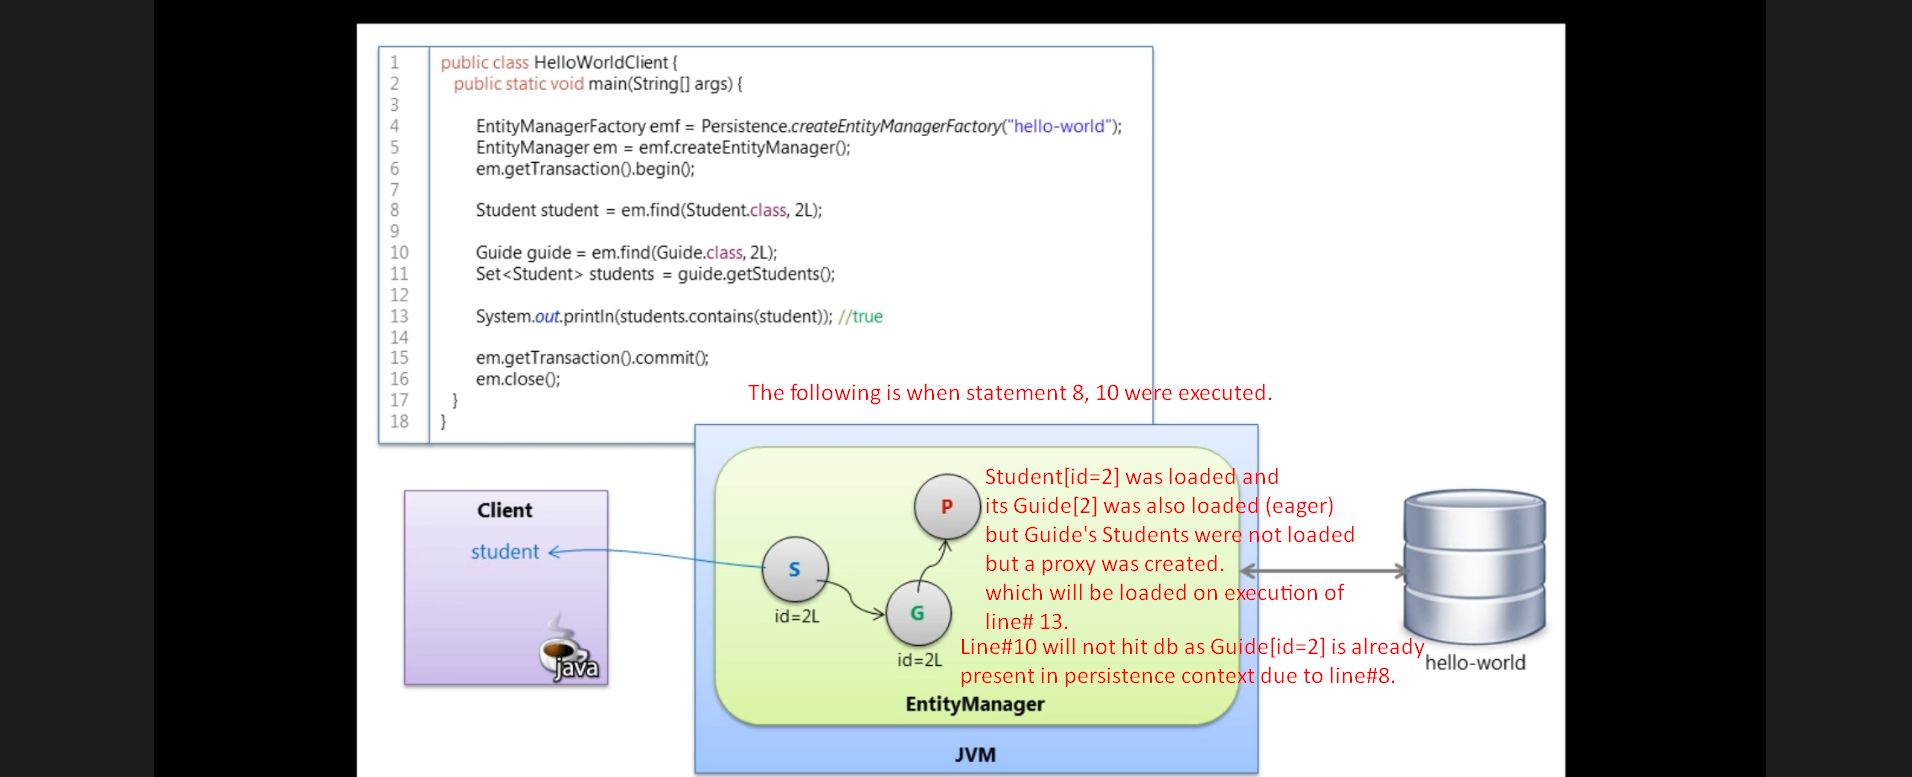 1 public class HelloWorldClient {
2 public static void main(String[] args) {
3
4 EntityManagerFactory emf = Persistence.createEntityManagerFactory("hello-world");
5 EntityManager em = emf.createEntityManager();
6 em.getTransaction().begin();
7
8 Student student = em.find(Student.class, 2L);
9
10 Guide guide = em.find(Guide.class, 2L);
11 Set<Student> students = guide.getStudents();
12
13 System.out.println(students.contains(student)); //true
14
15 em.getTransaction().commit();
16 em.close();
17 }
18 }
The following is when statement 8, 10 were executed.
Client
student
java
S
id=2L
G
id=2L
P
Student[id=2] was loaded and
its Guide[2] was also loaded (eager)
but Guide's Students were not loaded
but a proxy was created.
which will be loaded on execution of
line# 13.
Line#10 will not hit db as Guide[id=2] is already
present in persistence context due to line#8.
EntityManager
JVM
hello-world